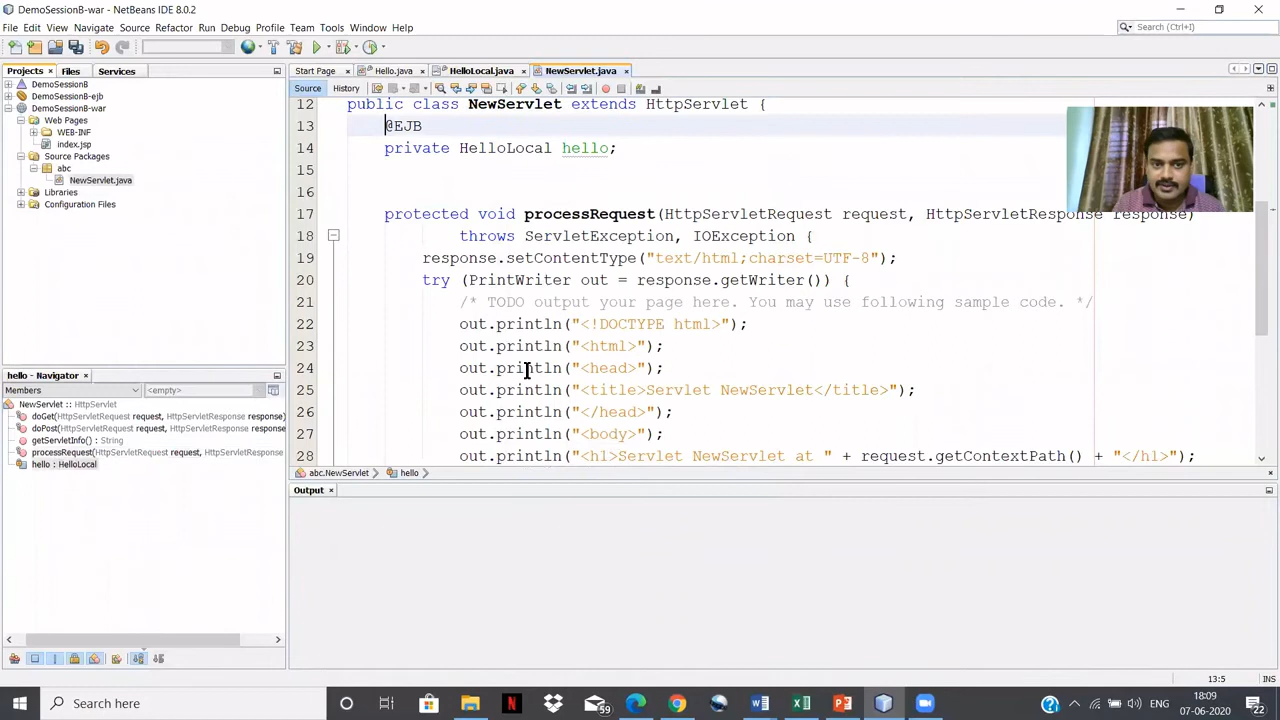 DemoSessionB-war - NetBeans IDE 8.0.2
File Edit View Navigate Source Refactor Run Debug Profile Team Tools Window Help
Search (Ctrl+I)
Projects Files Services
Start Page Hello.java HelloLocal.java NewServlet.java
DemoSessionB
DemoSessionB-ejb
DemoSessionB-war
Web Pages
WEB-INF
index.jsp
Source Packages
abc
NewServlet.java
Libraries
Configuration Files
Source History
12 public class NewServlet extends HttpServlet {
13 @EJB
14 private HelloLocal hello;
15
16
17 protected void processRequest(HttpServletRequest request, HttpServletResponse response)
18 throws ServletException, IOException {
19 response.setContentType("text/html;charset=UTF-8");
20 try (PrintWriter out = response.getWriter()) {
21 /* TODO output your page here. You may use following sample code. */
22 out.println("<!DOCTYPE html>");
23 out.println("<html>");
24 out.println("<head>");
25 out.println("<title>Servlet NewServlet</title>");
26 out.println("</head>");
27 out.println("<body>");
28 out.println("<h1>Servlet NewServlet at " + request.getContextPath() + "</h1>");
hello - Navigator
Members <empty>
NewServlet :: HttpServlet
doGet(HttpServletRequest request, HttpServletResponse response)
doPost(HttpServletRequest request, HttpServletResponse response)
getServletInfo() : String
processRequest(HttpServletRequest request, HttpServletResponse
hello : HelloLocal
abc.NewServlet hello
Output
13:5 INS
Search here
59
ENG
18:09
07-06-2020
22